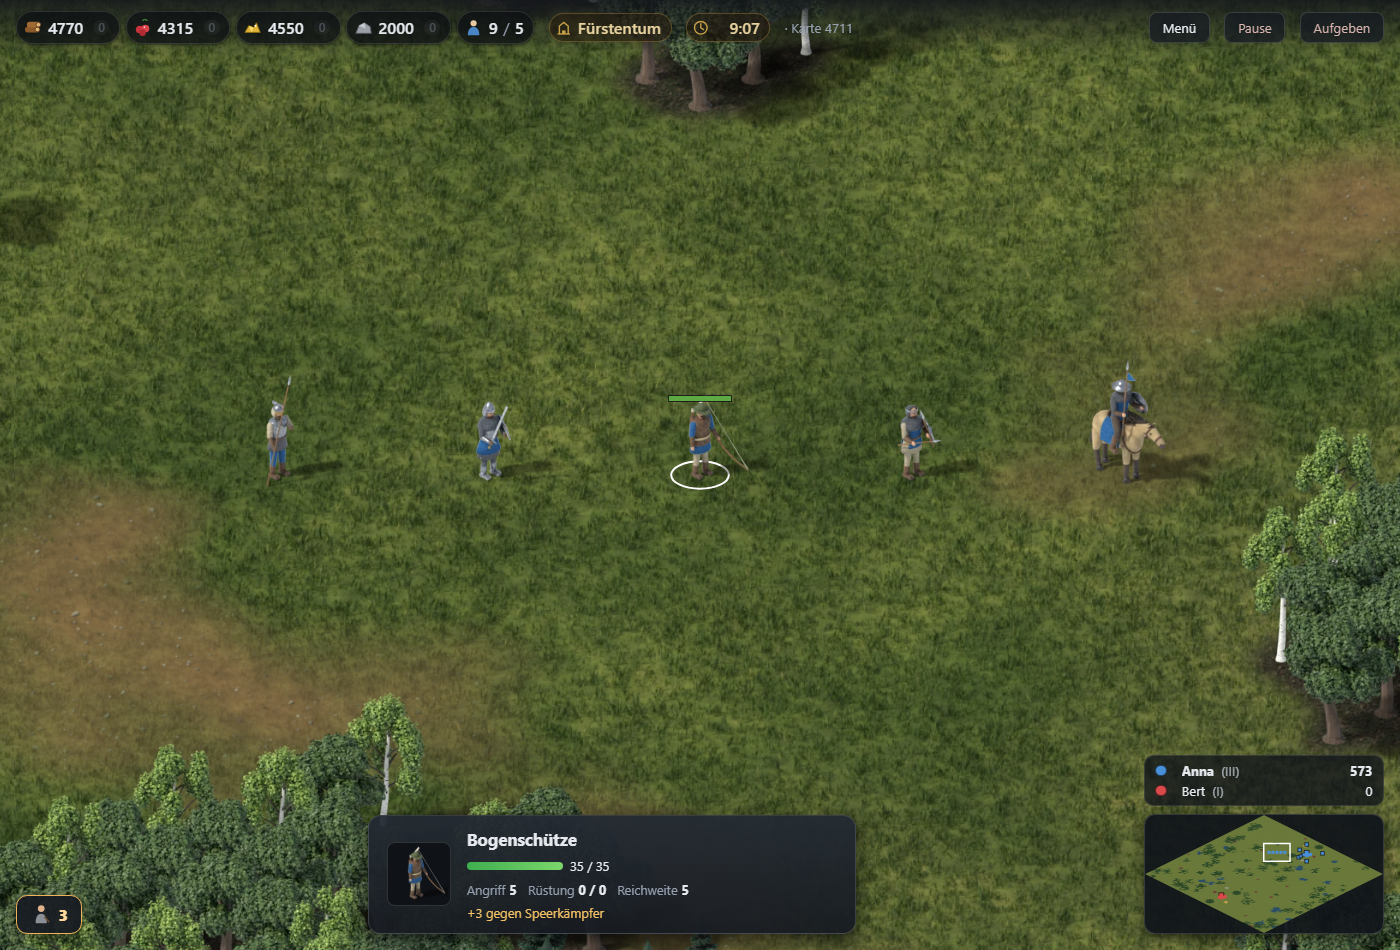 4770 0 4315 0 4550 0 2000 0 9 / 5 Fürstentum 9:07 · Karte 4711 Menü Pause Aufgeben
Anna (III) 573
Bert (I) 0
Bogenschütze
35 / 35
Angriff 5 Rüstung 0 / 0 Reichweite 5
+3 gegen Speerkämpfer
3